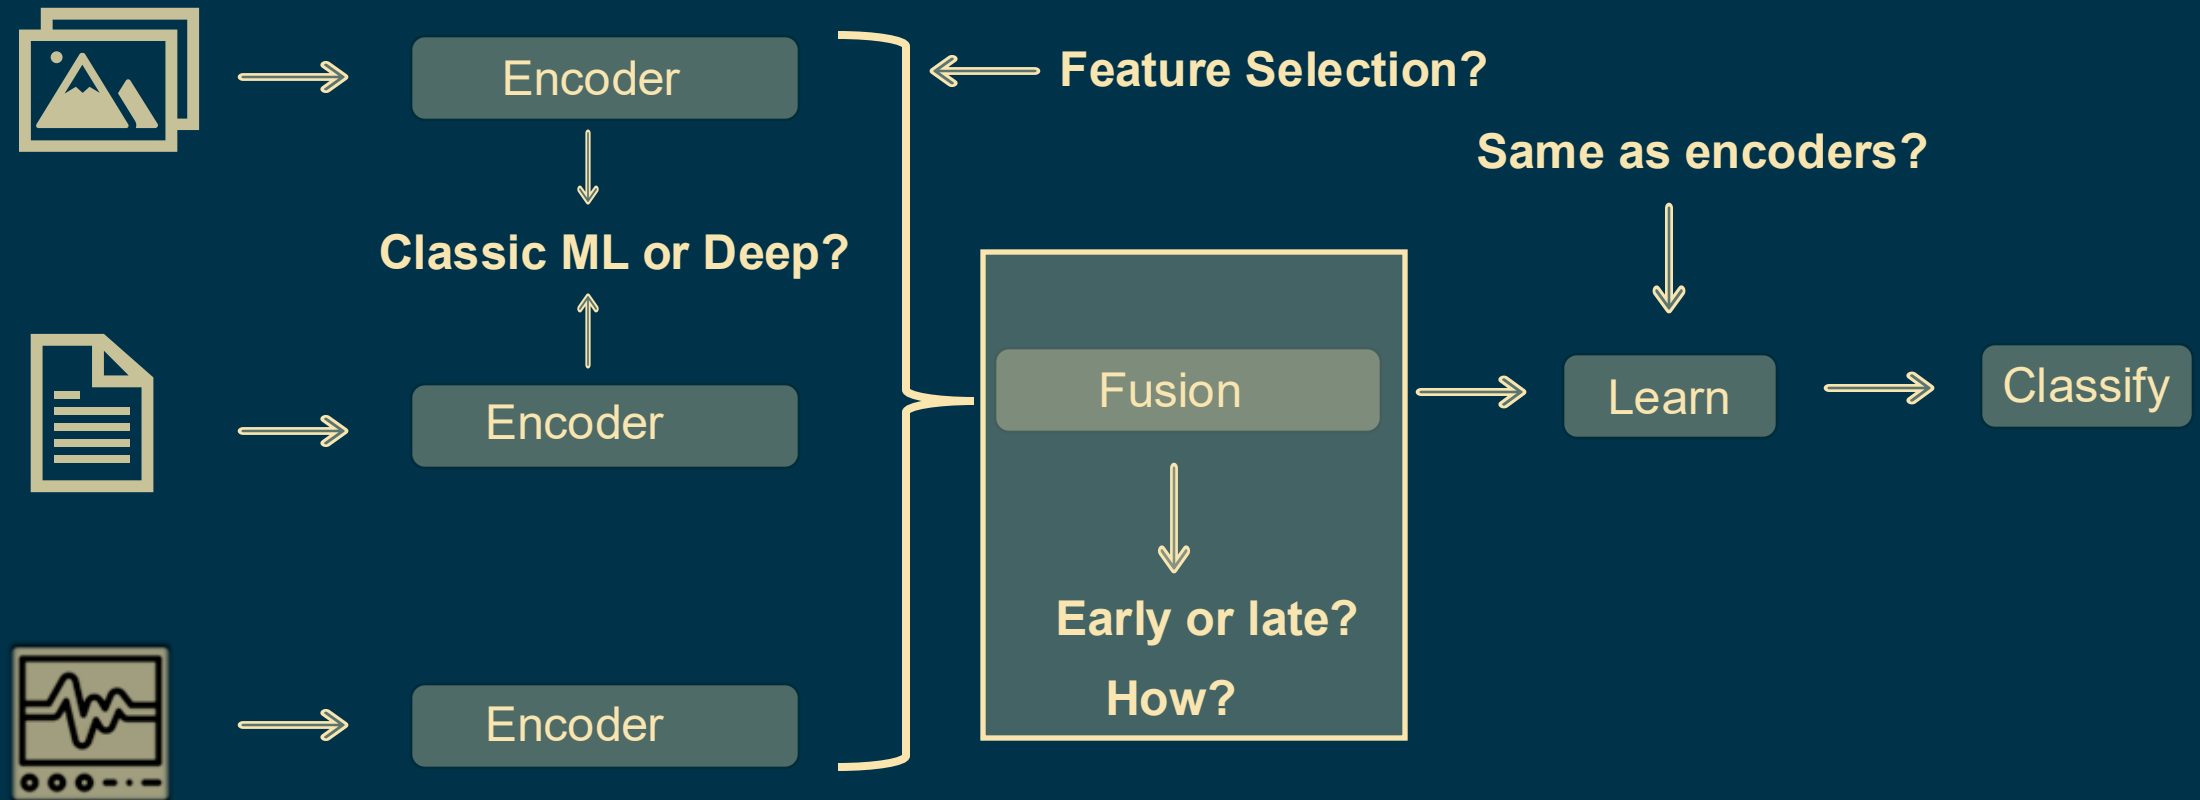 Encoder
Feature Selection?
Same as encoders?
Classic ML or Deep?
Encoder
Fusion
Learn
Classify
Early or late?
How?
Encoder